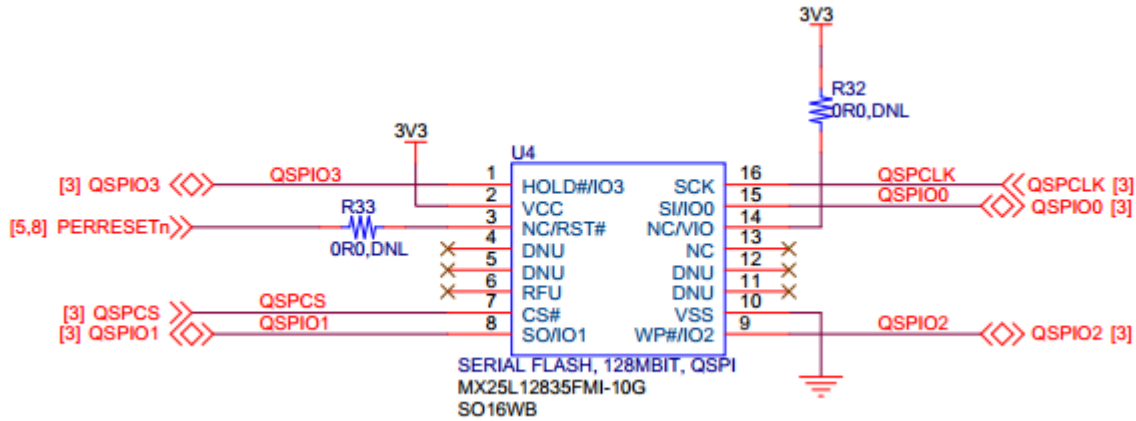 3V3
R32
0R0,DNL
3V3
U4
[3] QSPIO3
QSPIO3
1
HOLD#/IO3
SCK
16
QSPCLK
QSPCLK [3]
2
VCC
SI/IO0
15
QSPIO0
QSPIO0 [3]
[5,8] PERRESETn
R33
0R0,DNL
3
NC/RST#
NC/VIO
14
4
DNU
NC
13
5
DNU
DNU
12
6
RFU
DNU
11
[3] QSPCS
QSPCS
7
CS#
VSS
10
[3] QSPIO1
QSPIO1
8
SO/IO1
WP#/IO2
9
QSPIO2
QSPIO2 [3]
SERIAL FLASH, 128MBIT, QSPI
MX25L12835FMI-10G
SO16WB